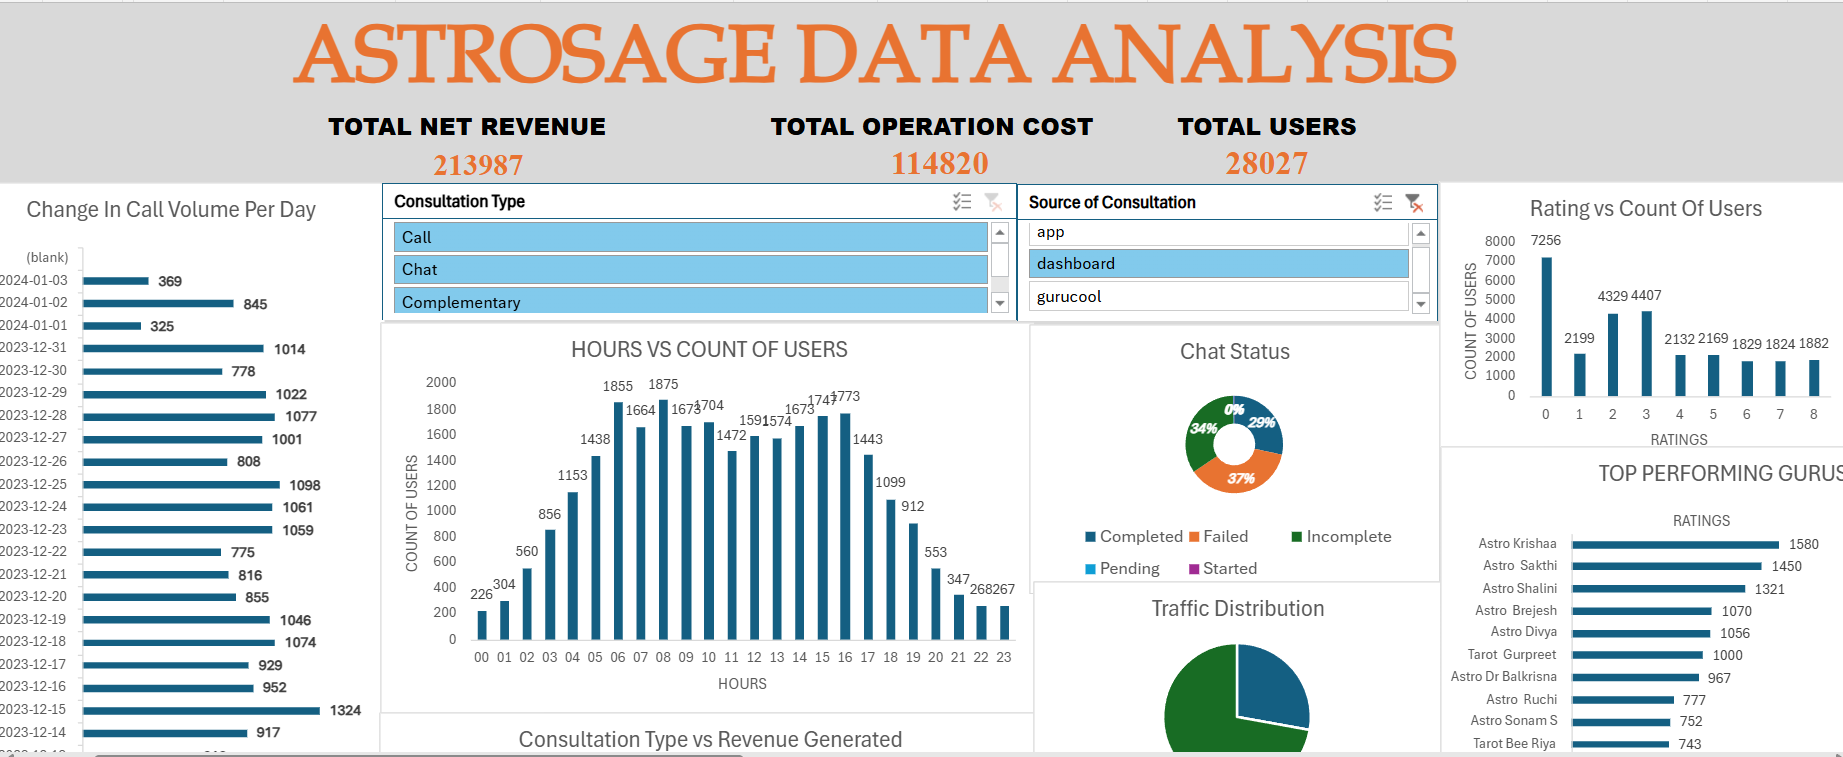 ASTROSAGE DATA ANALYSIS
TOTAL NET REVENUE
213987
TOTAL OPERATION COST
114820
TOTAL USERS
28027
Change In Call Volume Per Day
(blank)
2024-01-03 369
2024-01-02 845
2024-01-01 325
2023-12-31 1014
2023-12-30 778
2023-12-29 1022
2023-12-28 1077
2023-12-27 1001
2023-12-26 808
2023-12-25 1098
2023-12-24 1061
2023-12-23 1059
2023-12-22 775
2023-12-21 816
2023-12-20 855
2023-12-19 1046
2023-12-18 1074
2023-12-17 929
2023-12-16 952
2023-12-15 1324
2023-12-14 917
Consultation Type
Call
Chat
Complementary
Source of Consultation
app
dashboard
gurucool
HOURS VS COUNT OF USERS
COUNT OF USERS
2000
1800
1600
1400
1200
1000
800
600
400
200
0
226 304 560 856 1153 1438 1855 1664 1875 1673 1704 1472 1591 1574 1673 1747 1773 1443 1099 912 553 347 268 267
00 01 02 03 04 05 06 07 08 09 10 11 12 13 14 15 16 17 18 19 20 21 22 23
HOURS
Consultation Type vs Revenue Generated
Chat Status
0%
29%
34%
37%
Completed Failed Incomplete
Pending Started
Traffic Distribution
Rating vs Count Of Users
COUNT OF USERS
8000
7000
6000
5000
4000
3000
2000
1000
0
7256 2199 4329 4407 2132 2169 1829 1824 1882
0 1 2 3 4 5 6 7 8
RATINGS
TOP PERFORMING GURUS
RATINGS
Astro Krishaa 1580
Astro Sakthi 1450
Astro Shalini 1321
Astro Brejesh 1070
Astro Divya 1056
Tarot Gurpreet 1000
Astro Dr Balkrisna 967
Astro Ruchi 777
Astro Sonam S 752
Tarot Bee Riya 743